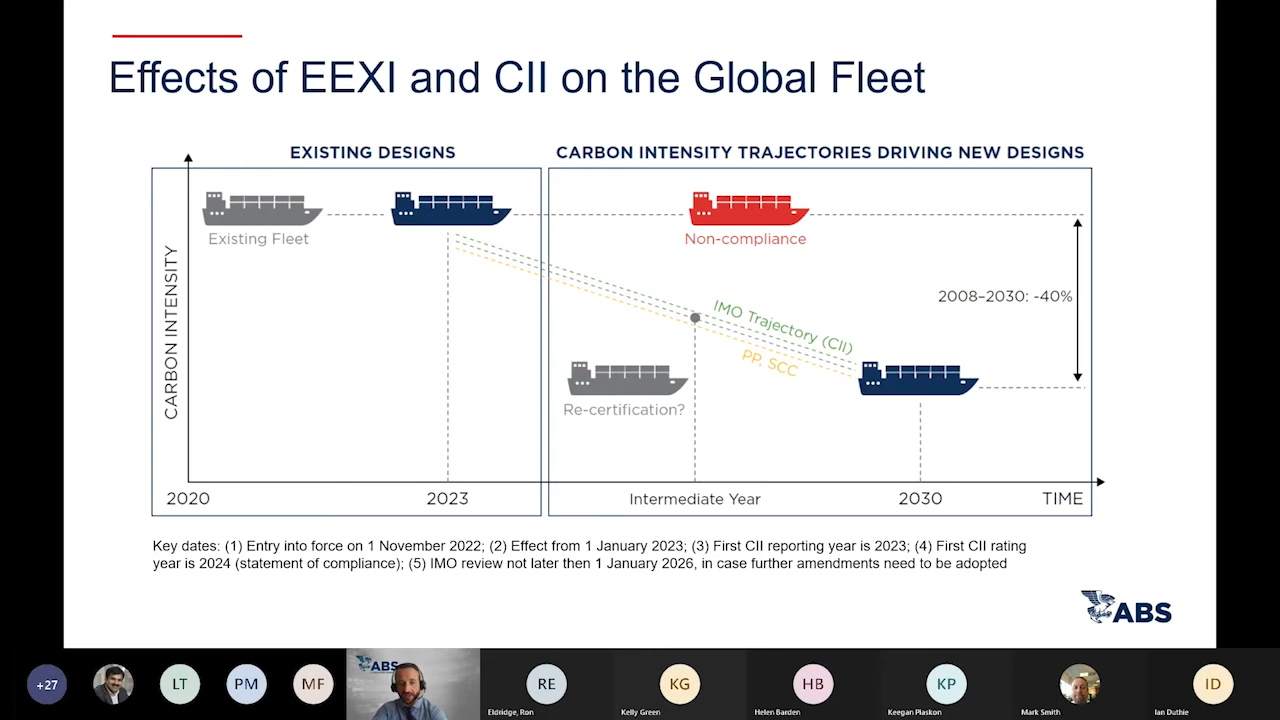 Effects of EEXI and CII on the Global Fleet
EXISTING DESIGNS
CARBON INTENSITY TRAJECTORIES DRIVING NEW DESIGNS
CARBON INTENSITY
Existing Fleet
Non-compliance
2008–2030: -40%
IMO Trajectory (CII)
PP, SCC
Re-certification?
2020
2023
Intermediate Year
2030
TIME
Key dates: (1) Entry into force on 1 November 2022; (2) Effect from 1 January 2023; (3) First CII reporting year is 2023; (4) First CII rating
year is 2024 (statement of compliance); (5) IMO review not later then 1 January 2026, in case further amendments need to be adopted
ABS
+27
LT
PM
MF
ABS
RE
Eldridge, Ron
KG
Kelly Green
HB
Helen Barden
KP
Keegan Plaskon
Mark Smith
ID
Ian Duthie